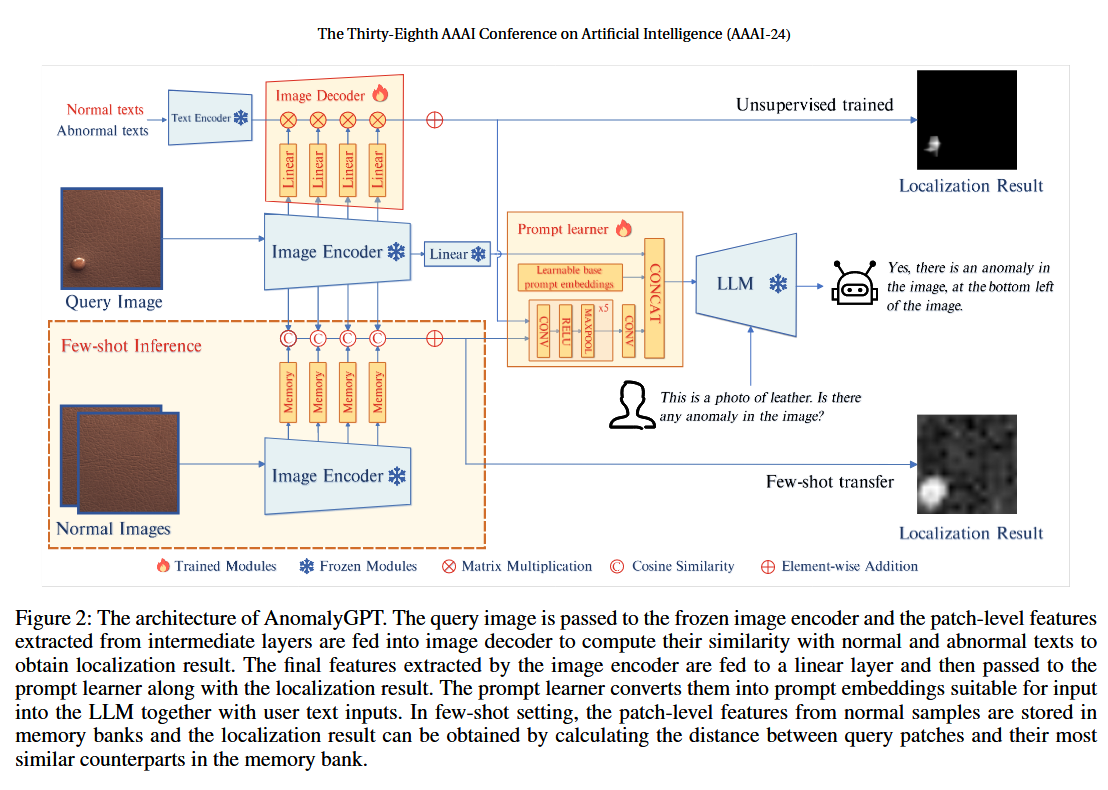 The Thirty-Eighth AAAI Conference on Artificial Intelligence (AAAI-24)
Normal texts
Abnormal texts
Text Encoder
Image Decoder
Linear
Linear
Linear
Linear
Unsupervised trained
Localization Result
Query Image
Image Encoder
Linear
Prompt learner
Learnable base
prompt embeddings
CONV
RELU
MAXPOOL
x5
CONV
CONCAT
LLM
Yes, there is an anomaly in
the image, at the bottom left
of the image.
This is a photo of leather. Is there
any anomaly in the image?
Few-shot Inference
C
C
C
C
Memory
Memory
Memory
Memory
Image Encoder
Normal Images
Few-shot transfer
Localization Result
Trained Modules
Frozen Modules
Matrix Multiplication
C Cosine Similarity
Element-wise Addition
Figure 2: The architecture of AnomalyGPT. The query image is passed to the frozen image encoder and the patch-level features
extracted from intermediate layers are fed into image decoder to compute their similarity with normal and abnormal texts to
obtain localization result. The final features extracted by the image encoder are fed to a linear layer and then passed to the
prompt learner along with the localization result. The prompt learner converts them into prompt embeddings suitable for input
into the LLM together with user text inputs. In few-shot setting, the patch-level features from normal samples are stored in
memory banks and the localization result can be obtained by calculating the distance between query patches and their most
similar counterparts in the memory bank.